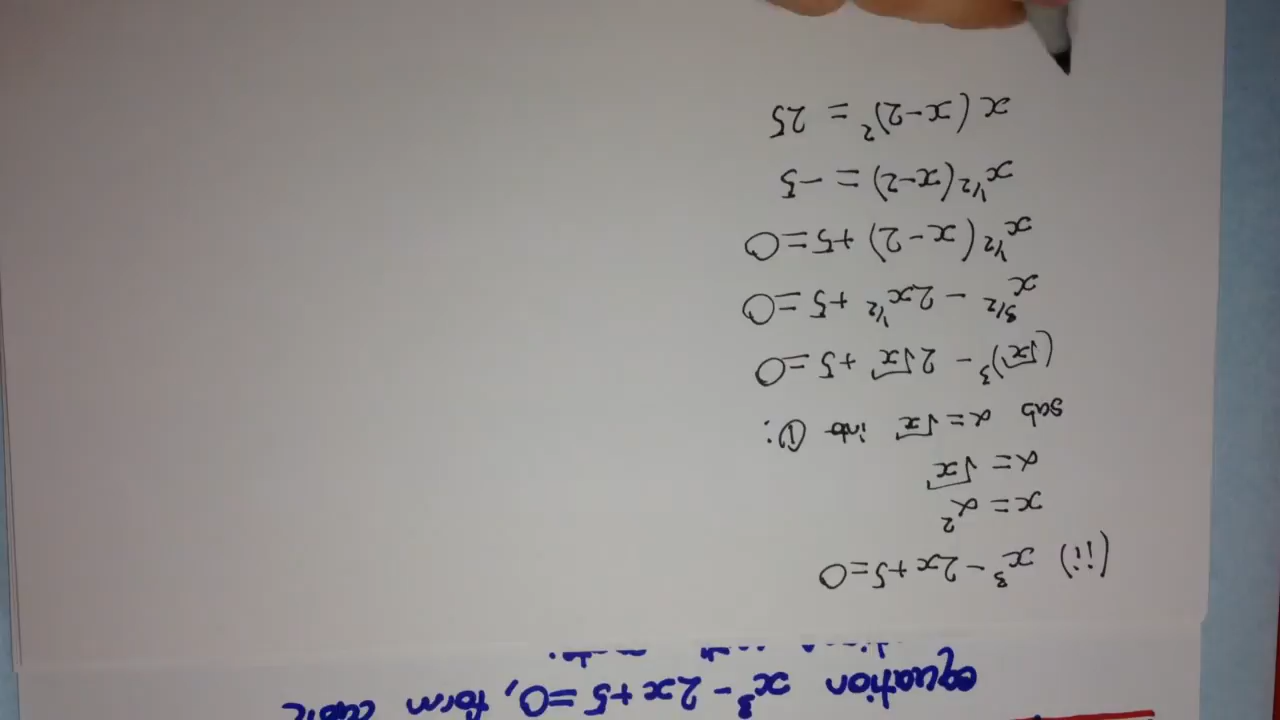 equation x³ - 2x + 5 = 0, form cubic
(ii) x³ - 2x + 5 = 0
x = α²
α = √x
sub α = √x into ①:
(√x)³ - 2√x + 5 = 0
x^3/2 - 2x^1/2 + 5 = 0
x^1/2 (x - 2) + 5 = 0
x^1/2 (x - 2) = -5
x(x - 2)² = 25